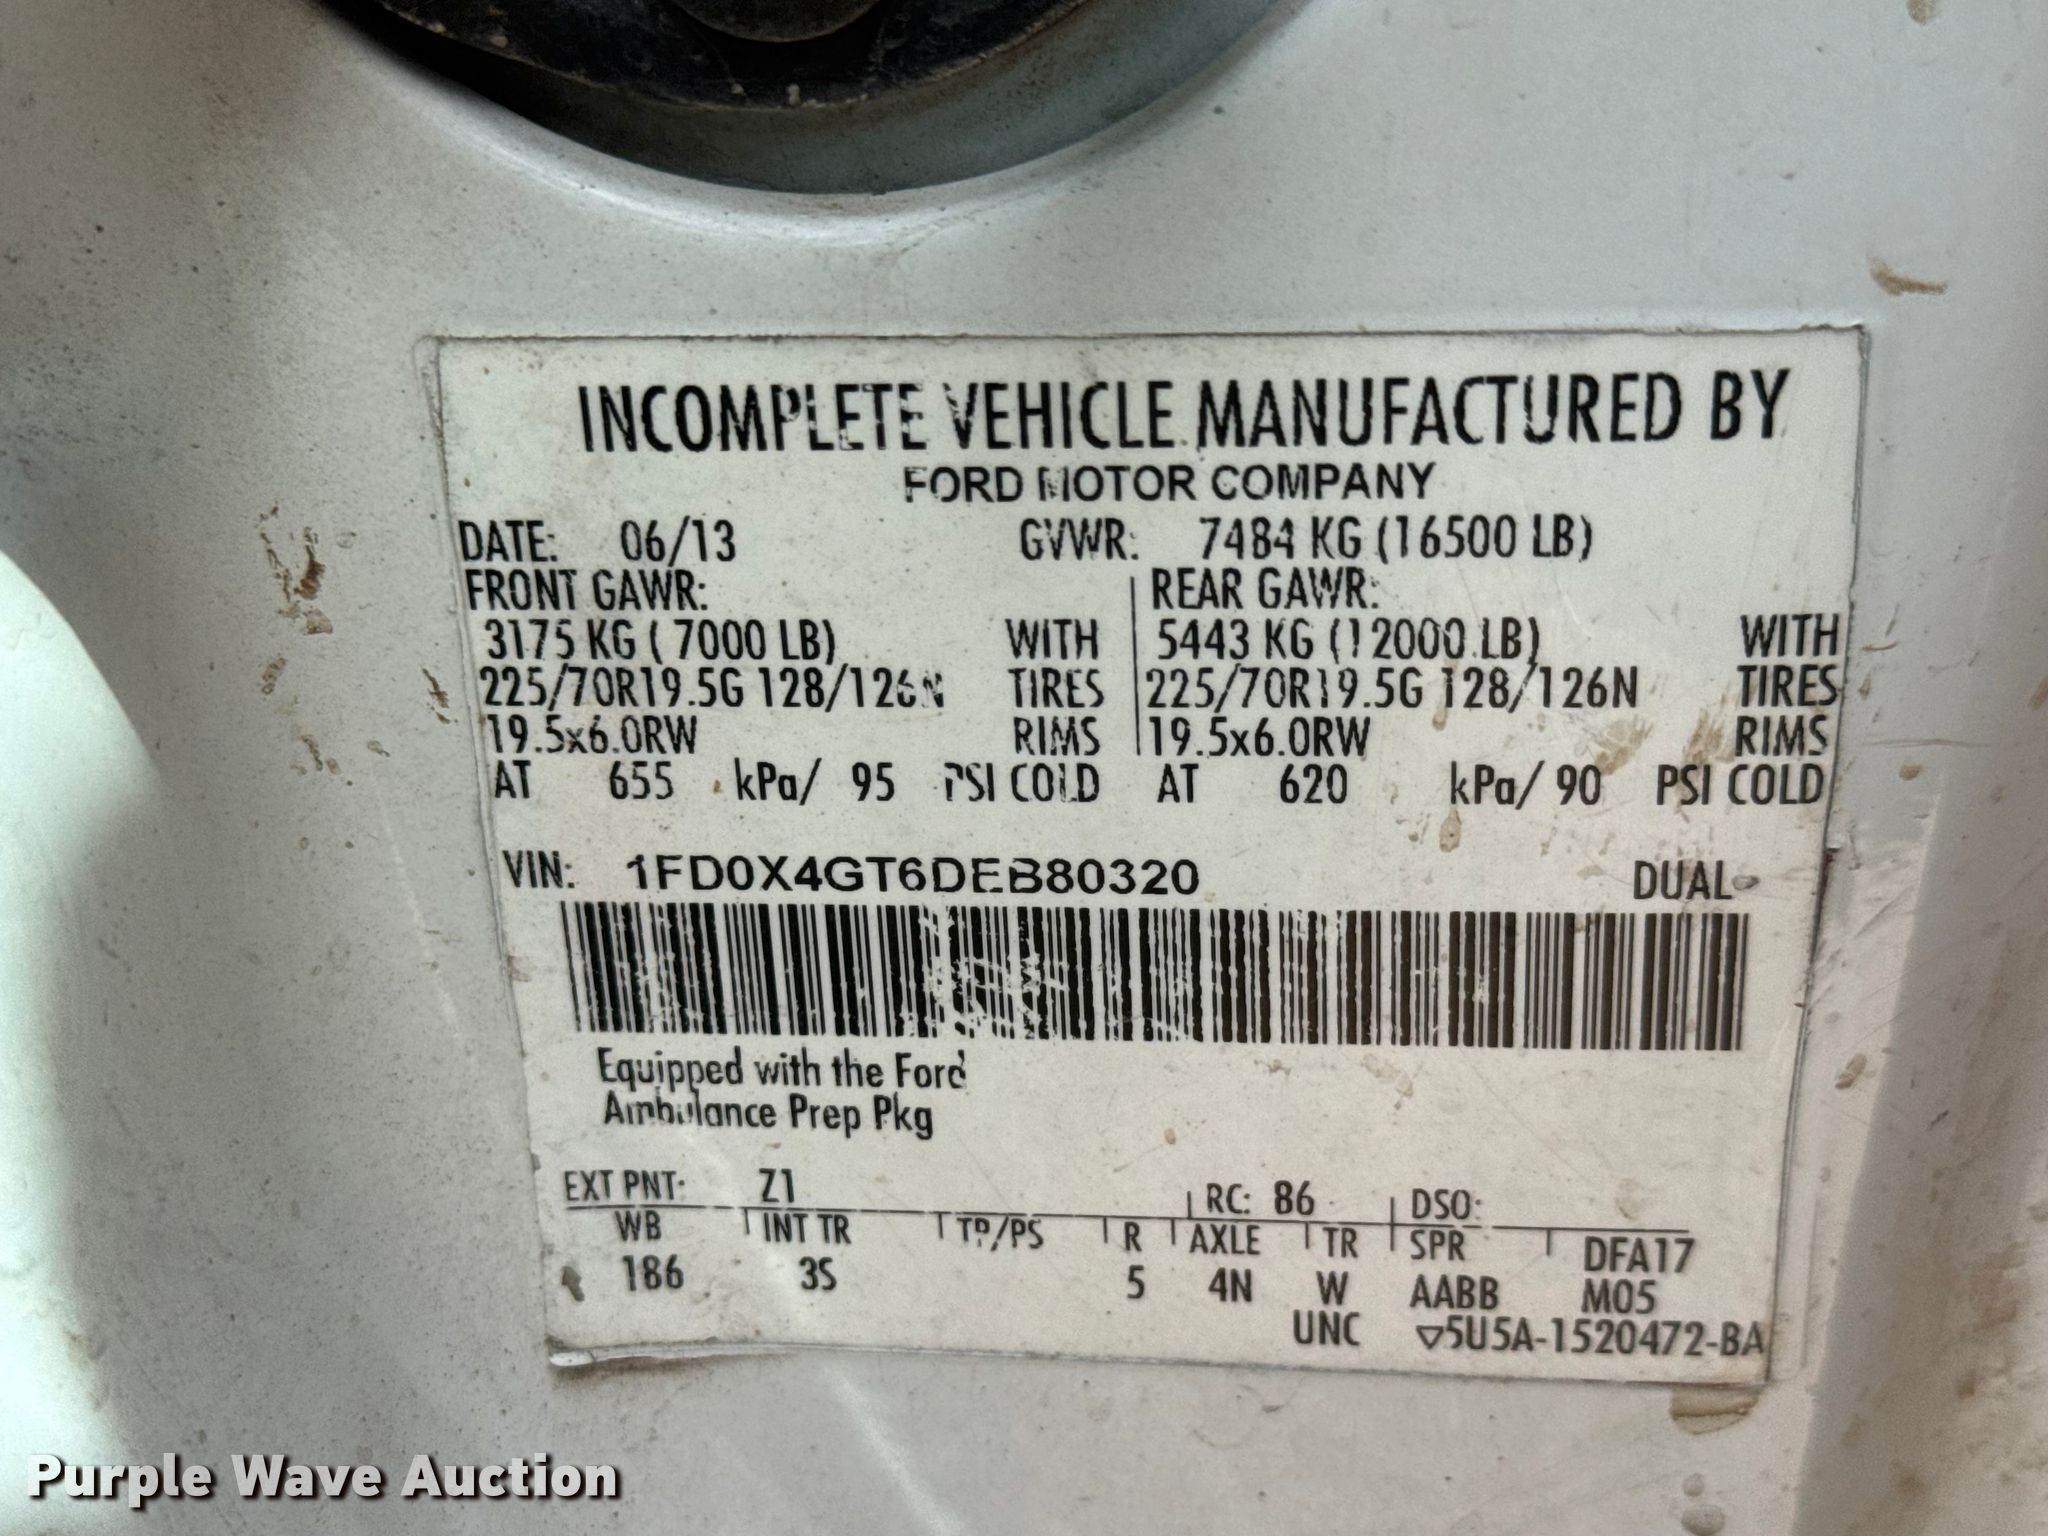 INCOMPLETE VEHICLE MANUFACTURED BY
FORD MOTOR COMPANY
DATE: 06/13 GVWR: 7484 KG (16500 LB)
FRONT GAWR: REAR GAWR:
3175 KG ( 7000 LB) WITH 5443 KG (12000 LB) WITH
225/70R19.5G 128/126N TIRES 225/70R19.5G 128/126N TIRES
19.5x6.0RW RIMS 19.5x6.0RW RIMS
AT 655 kPa/ 95 PSI COLD AT 620 kPa/ 90 PSI COLD
VIN: 1FD0X4GT6DEB80320 DUAL
Equipped with the Ford
Ambulance Prep Pkg
EXT PNT: Z1 RC: 86 DSO:
WB INT TR TP/PS R AXLE TR SPR DFA17
186 3S 5 4N W AABB M05
UNC ▽5U5A-1520472-BA
Purple Wave Auction